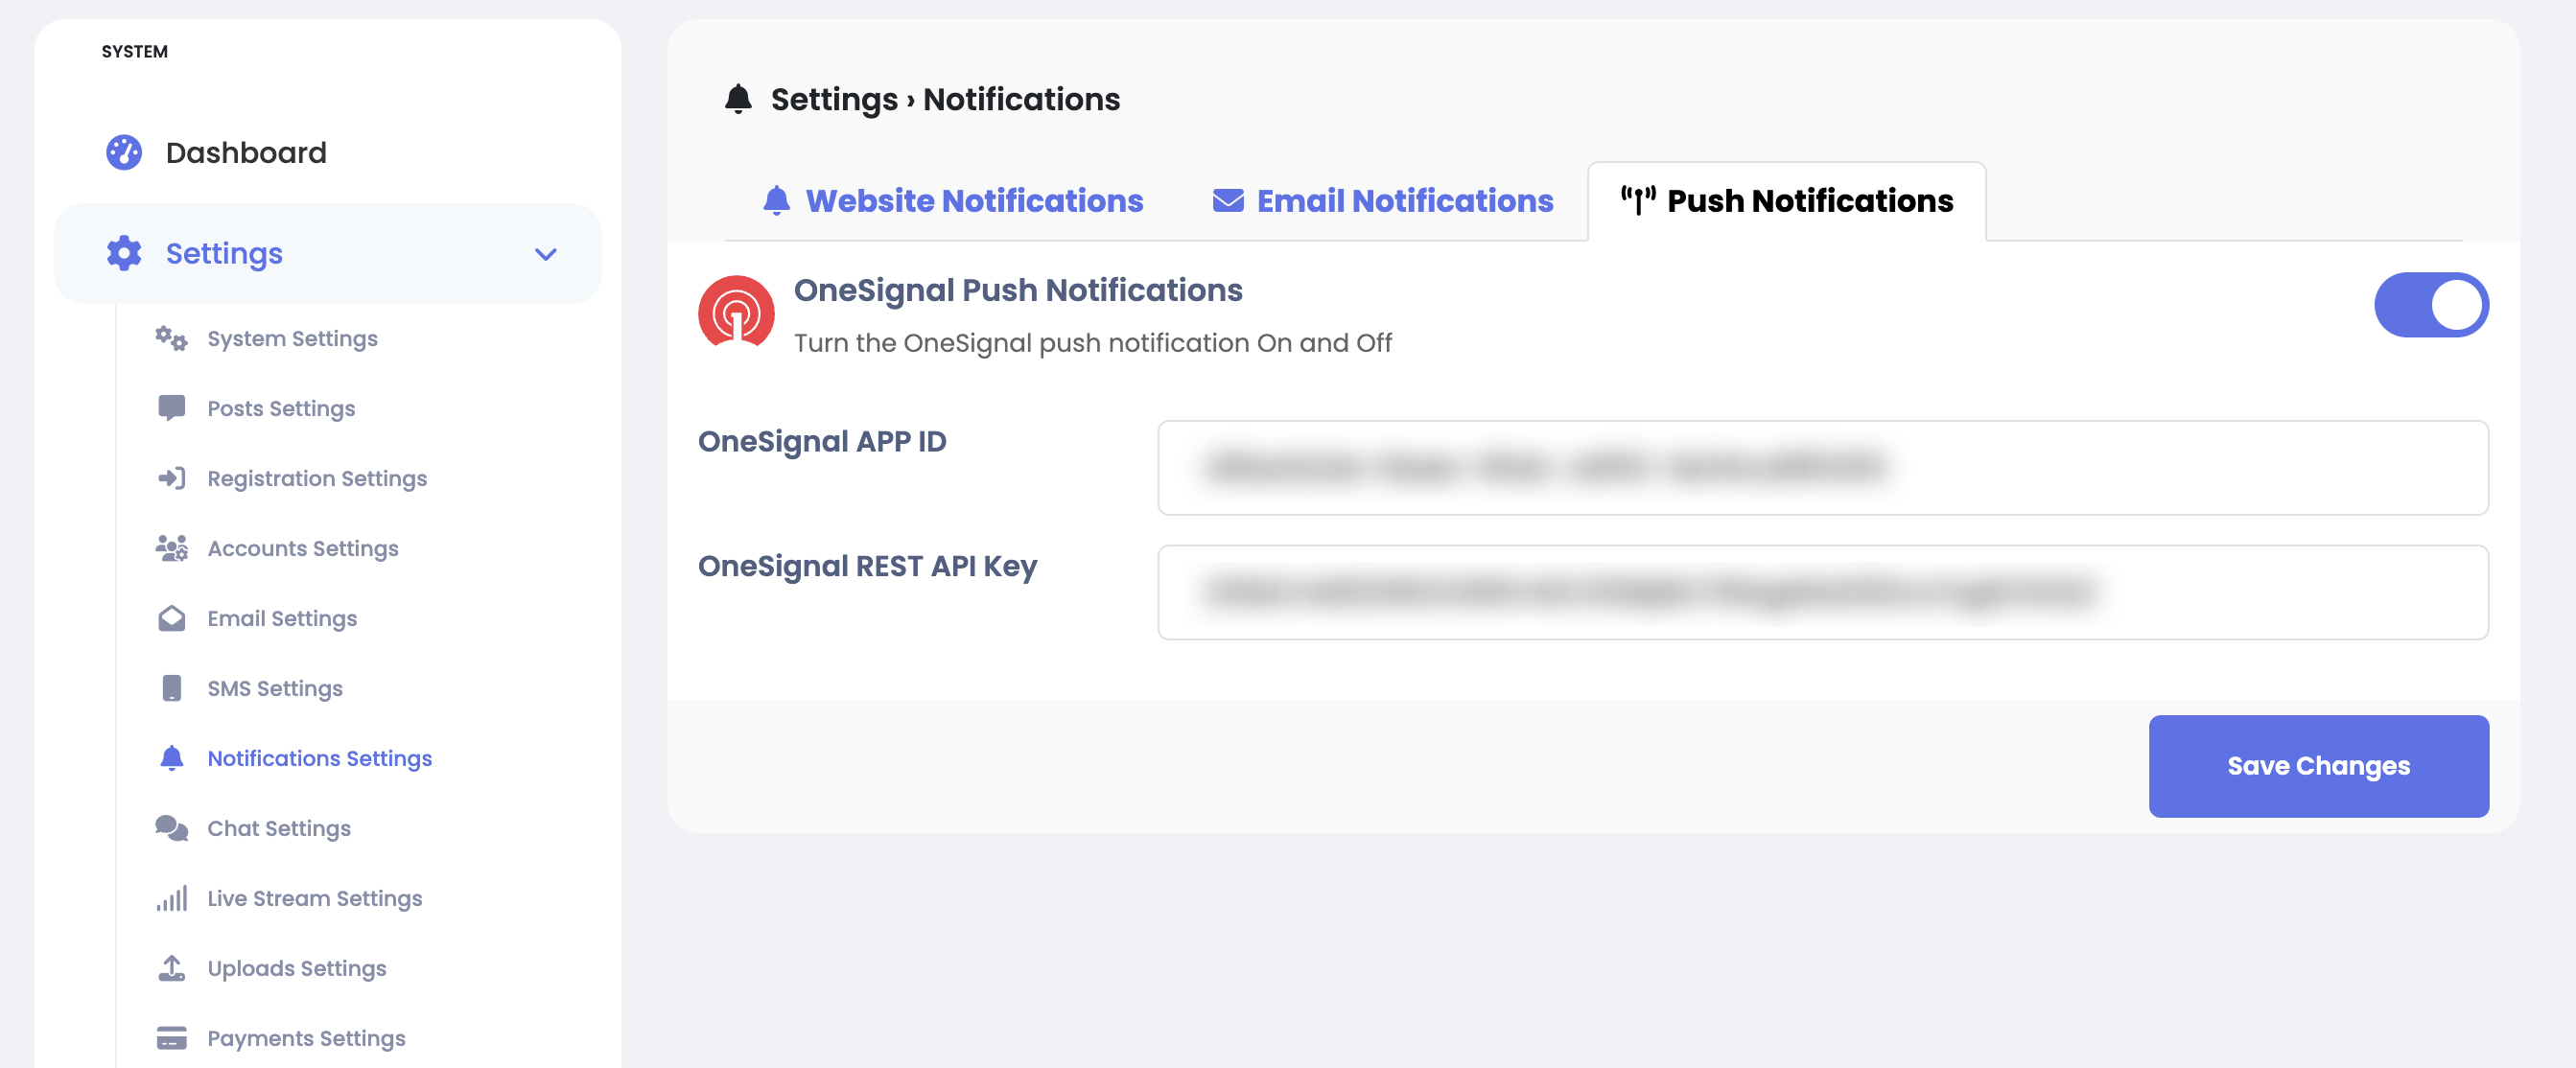 SYSTEM
Dashboard
Settings
System Settings
Posts Settings
Registration Settings
Accounts Settings
Email Settings
SMS Settings
Notifications Settings
Chat Settings
Live Stream Settings
Uploads Settings
Payments Settings
Settings › Notifications
Website Notifications
Email Notifications
Push Notifications
OneSignal Push Notifications
Turn the OneSignal push notification On and Off
OneSignal APP ID
OneSignal REST API Key
Save Changes